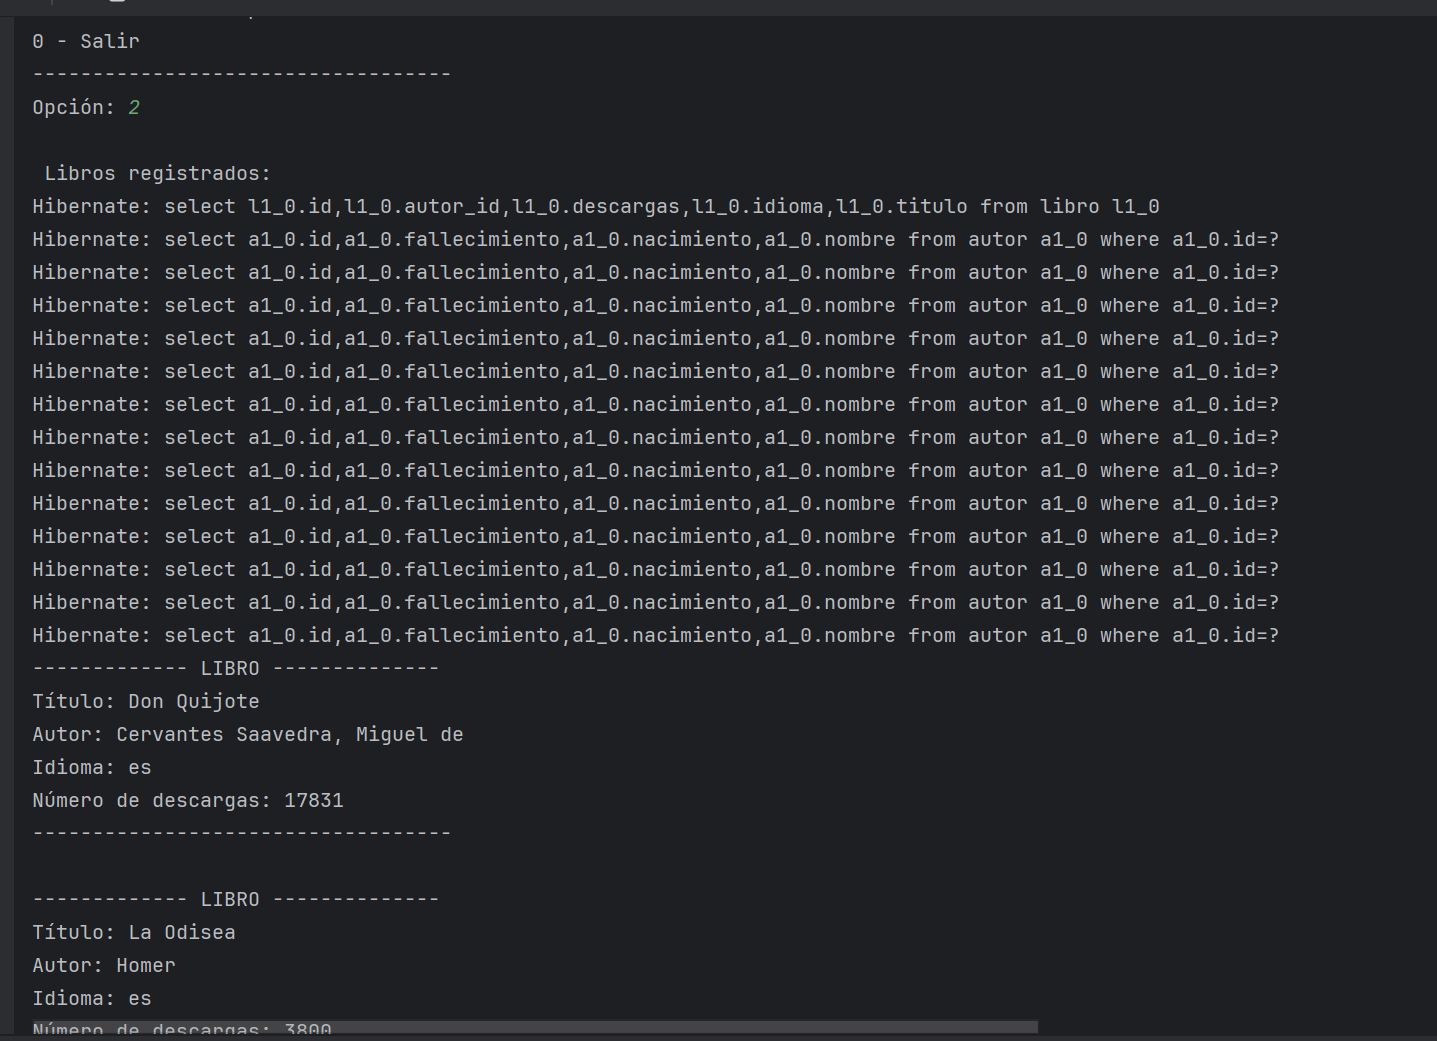 0 - Salir
-----------------------------------
Opción: 2
Libros registrados:
Hibernate: select l1_0.id,l1_0.autor_id,l1_0.descargas,l1_0.idioma,l1_0.titulo from libro l1_0
Hibernate: select a1_0.id,a1_0.fallecimiento,a1_0.nacimiento,a1_0.nombre from autor a1_0 where a1_0.id=?
Hibernate: select a1_0.id,a1_0.fallecimiento,a1_0.nacimiento,a1_0.nombre from autor a1_0 where a1_0.id=?
Hibernate: select a1_0.id,a1_0.fallecimiento,a1_0.nacimiento,a1_0.nombre from autor a1_0 where a1_0.id=?
Hibernate: select a1_0.id,a1_0.fallecimiento,a1_0.nacimiento,a1_0.nombre from autor a1_0 where a1_0.id=?
Hibernate: select a1_0.id,a1_0.fallecimiento,a1_0.nacimiento,a1_0.nombre from autor a1_0 where a1_0.id=?
Hibernate: select a1_0.id,a1_0.fallecimiento,a1_0.nacimiento,a1_0.nombre from autor a1_0 where a1_0.id=?
Hibernate: select a1_0.id,a1_0.fallecimiento,a1_0.nacimiento,a1_0.nombre from autor a1_0 where a1_0.id=?
Hibernate: select a1_0.id,a1_0.fallecimiento,a1_0.nacimiento,a1_0.nombre from autor a1_0 where a1_0.id=?
Hibernate: select a1_0.id,a1_0.fallecimiento,a1_0.nacimiento,a1_0.nombre from autor a1_0 where a1_0.id=?
Hibernate: select a1_0.id,a1_0.fallecimiento,a1_0.nacimiento,a1_0.nombre from autor a1_0 where a1_0.id=?
Hibernate: select a1_0.id,a1_0.fallecimiento,a1_0.nacimiento,a1_0.nombre from autor a1_0 where a1_0.id=?
Hibernate: select a1_0.id,a1_0.fallecimiento,a1_0.nacimiento,a1_0.nombre from autor a1_0 where a1_0.id=?
Hibernate: select a1_0.id,a1_0.fallecimiento,a1_0.nacimiento,a1_0.nombre from autor a1_0 where a1_0.id=?
------------- LIBRO --------------
Título: Don Quijote
Autor: Cervantes Saavedra, Miguel de
Idioma: es
Número de descargas: 17831
-----------------------------------
------------- LIBRO --------------
Título: La Odisea
Autor: Homer
Idioma: es
Número de descargas: 3800